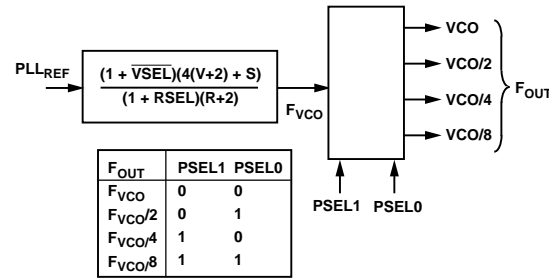 PLL_REF
(1 + V̅S̅E̅L̅)(4(V+2) + S)
(1 + RSEL)(R+2)
F_VCO
VCO
VCO/2
VCO/4
VCO/8
F_OUT
PSEL1 PSEL0
F_OUT PSEL1 PSEL0
F_VCO 0 0
F_VCO/2 0 1
F_VCO/4 1 0
F_VCO/8 1 1